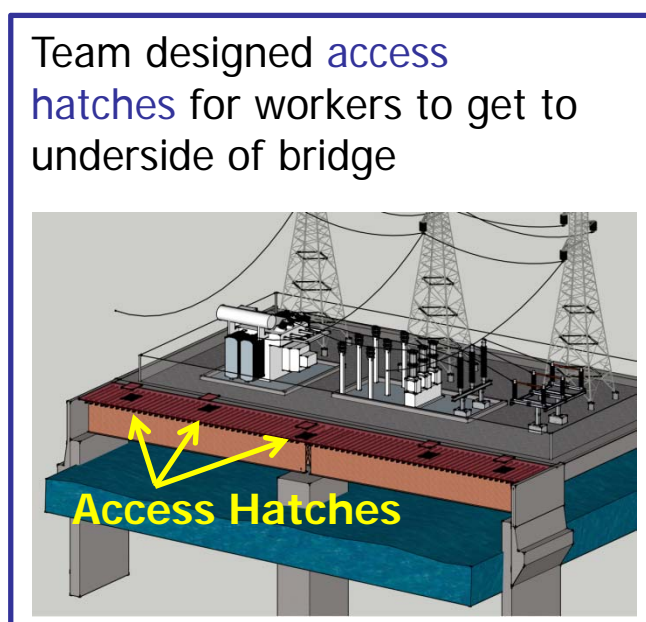 Team designed access
hatches for workers to get to
underside of bridge
Access Hatches